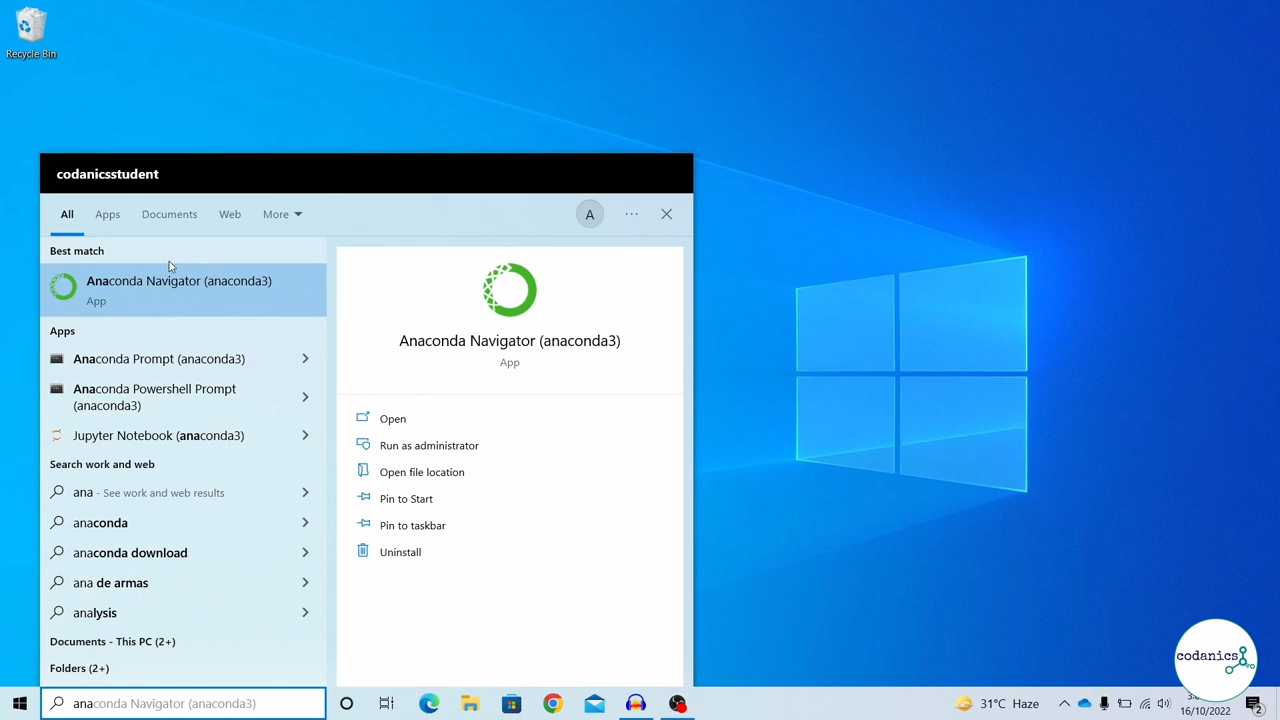 Recycle Bin
codanicsstudent
All Apps Documents Web More A ···
Best match
Anaconda Navigator (anaconda3)
App
Apps
Anaconda Prompt (anaconda3)
Anaconda Powershell Prompt
(anaconda3)
Jupyter Notebook (anaconda3)
Search work and web
ana - See work and web results
anaconda
anaconda download
ana de armas
analysis
Documents - This PC (2+)
Folders (2+)
Anaconda Navigator (anaconda3)
App
Open
Run as administrator
Open file location
Pin to Start
Pin to taskbar
Uninstall
codanics
anaconda Navigator (anaconda3)
31°C Haze
16/10/2022
2